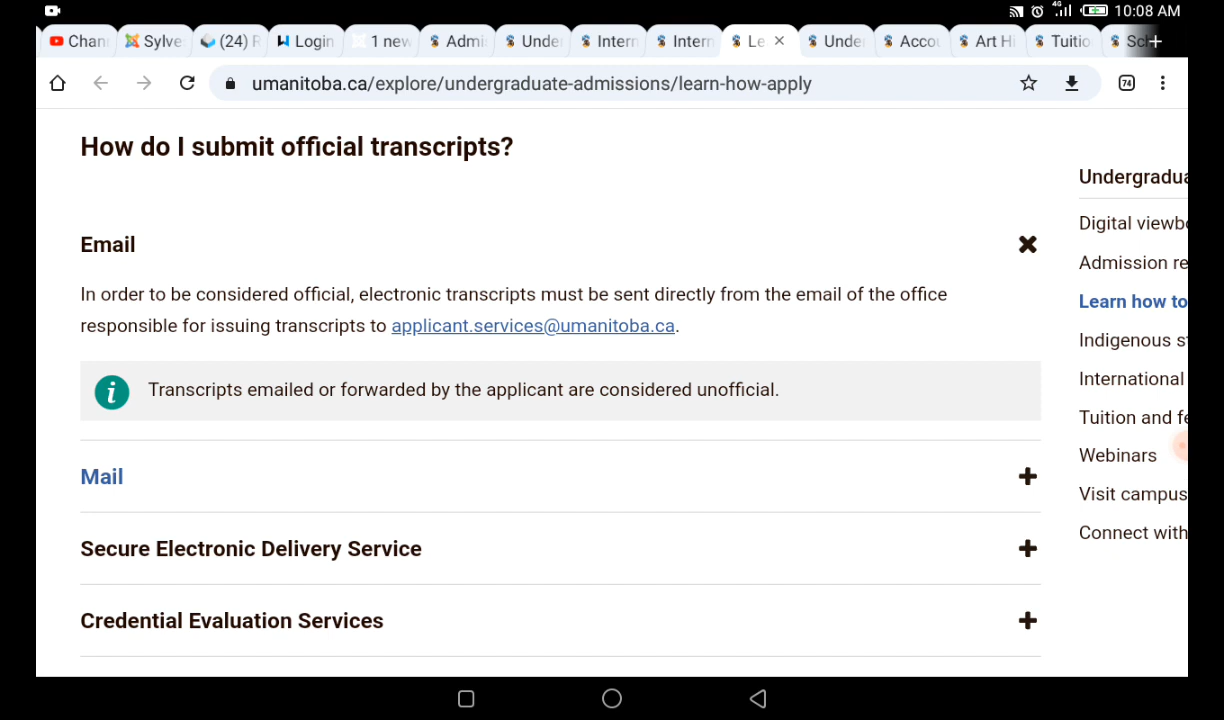 4G 10:08 AM
Chan Sylve (24) Login 1 new Admi Unde Intern Intern Le Unde Accou Art Hi Tuitio Sc
umanitoba.ca/explore/undergraduate-admissions/learn-how-apply 74
How do I submit official transcripts?
Email
In order to be considered official, electronic transcripts must be sent directly from the email of the office
responsible for issuing transcripts to applicant.services@umanitoba.ca.
i Transcripts emailed or forwarded by the applicant are considered unofficial.
Mail
Secure Electronic Delivery Service
Credential Evaluation Services
Undergradua
Digital viewb
Admission re
Learn how to
Indigenous s
International
Tuition and fe
Webinars
Visit campus
Connect with